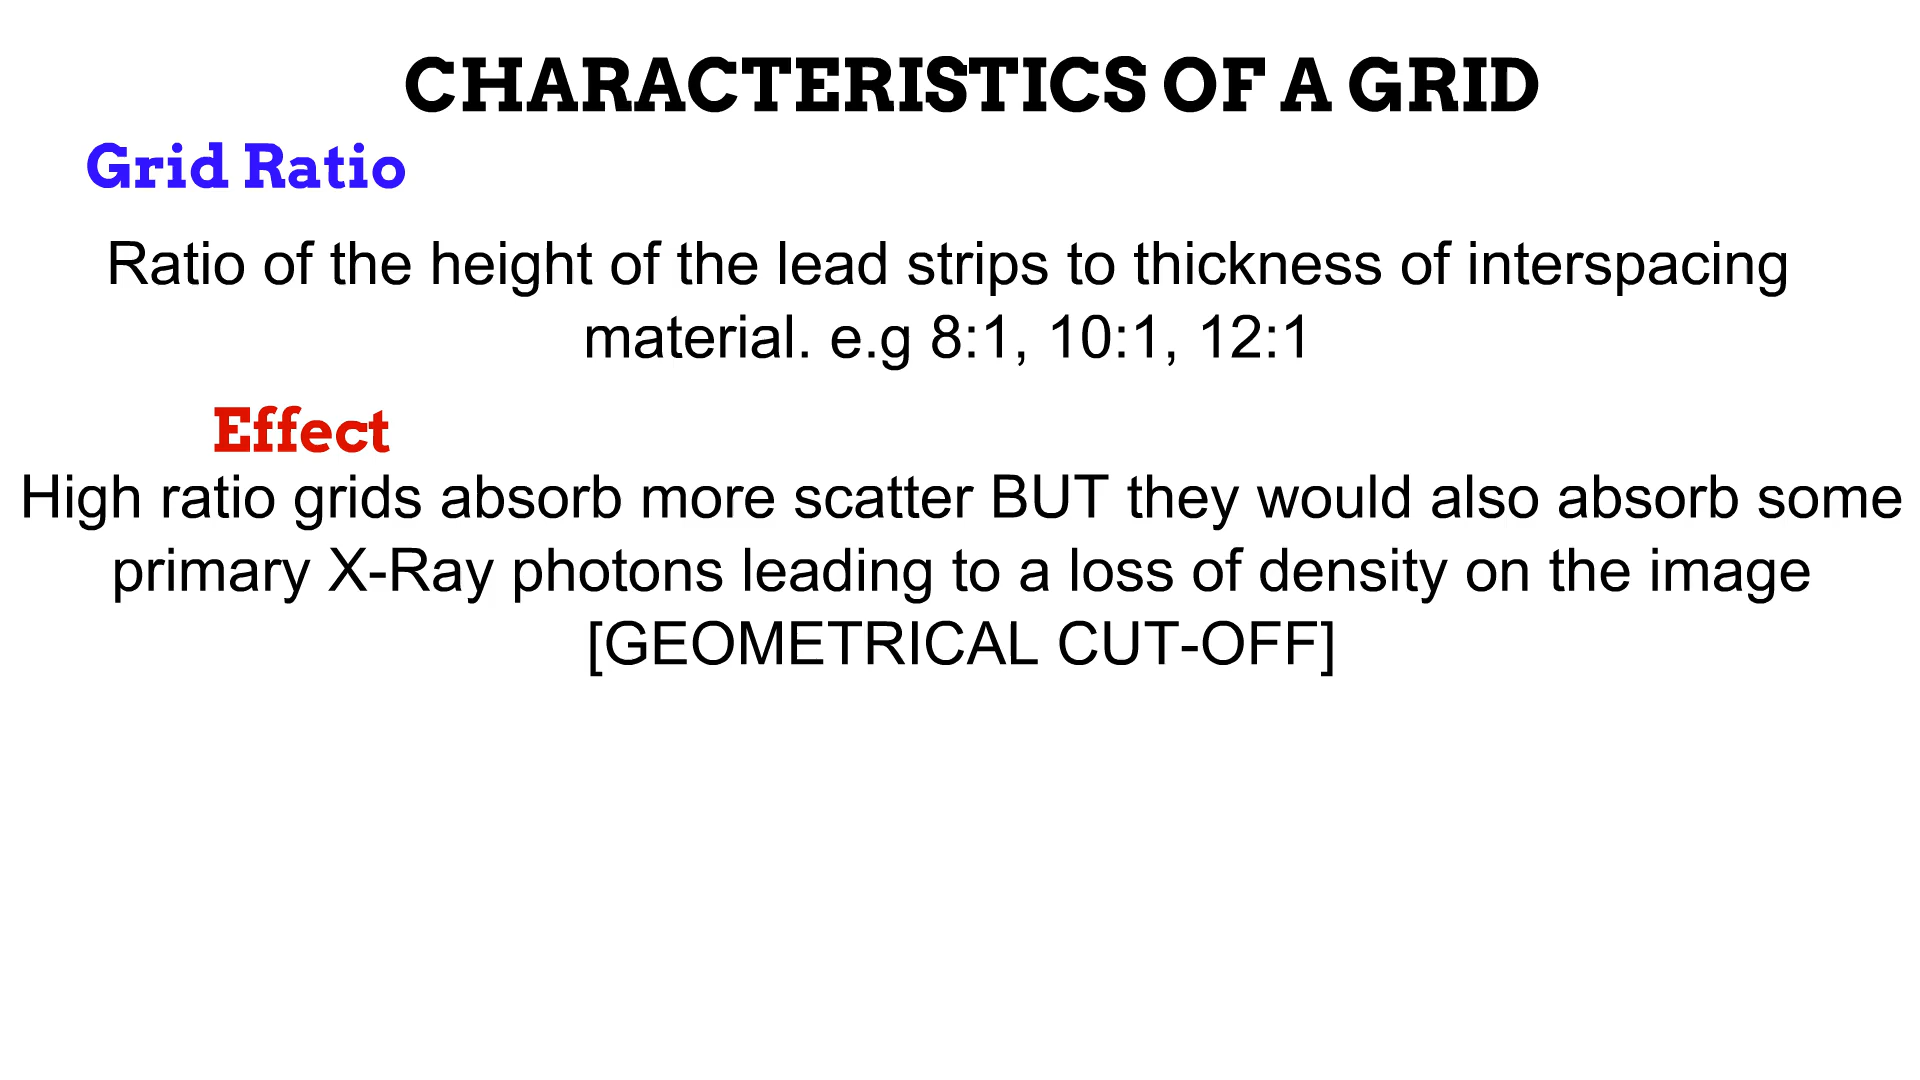 CHARACTERISTICS OF A GRID
Grid Ratio
Ratio of the height of the lead strips to thickness of interspacing
material. e.g 8:1, 10:1, 12:1
Effect
High ratio grids absorb more scatter BUT they would also absorb some
primary X-Ray photons leading to a loss of density on the image
[GEOMETRICAL CUT-OFF]